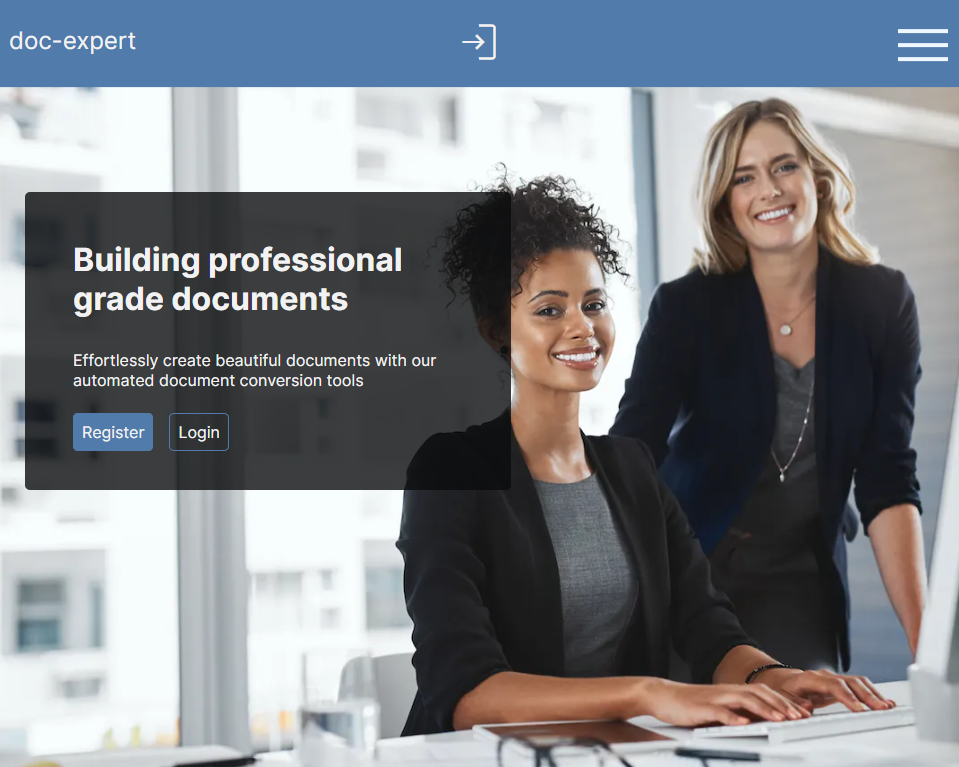 doc-expert
Building professional
grade documents
Effortlessly create beautiful documents with our
automated document conversion tools
Register Login